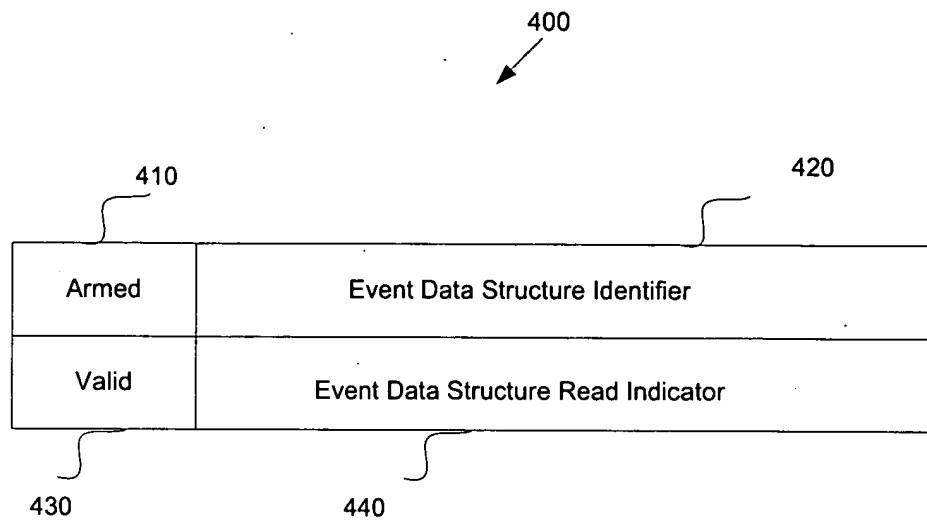 400
410
420
Armed
Event Data Structure Identifier
Valid
Event Data Structure Read Indicator
430
440